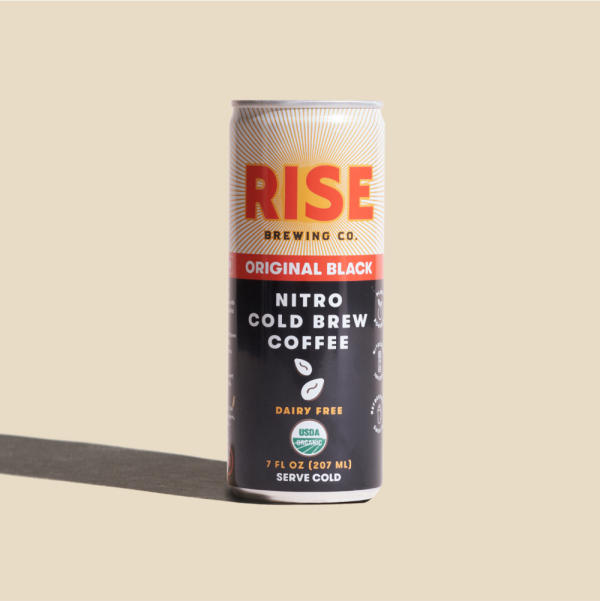 RISE
BREWING CO.
ORIGINAL BLACK
NITRO
COLD BREW
COFFEE
DAIRY FREE
USDA
ORGANIC
7 FL OZ (207 ML)
SERVE COLD